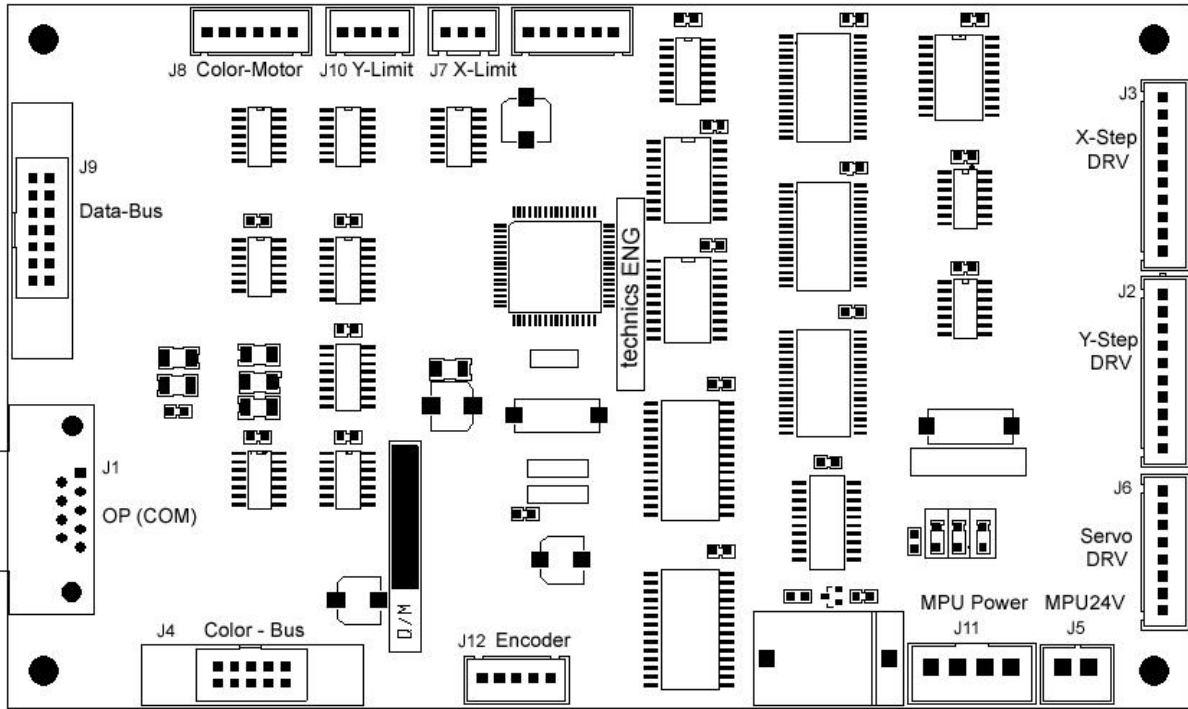 J8 Color-Motor
J10 Y-Limit
J7 X-Limit
J3
X-Step
DRV
J9
Data-Bus
technics ENG
J2
Y-Step
DRV
J1
OP (COM)
J6
Servo
DRV
Q/M
MPU Power
MPU24V
J11
J5
J4
Color - Bus
J12 Encoder